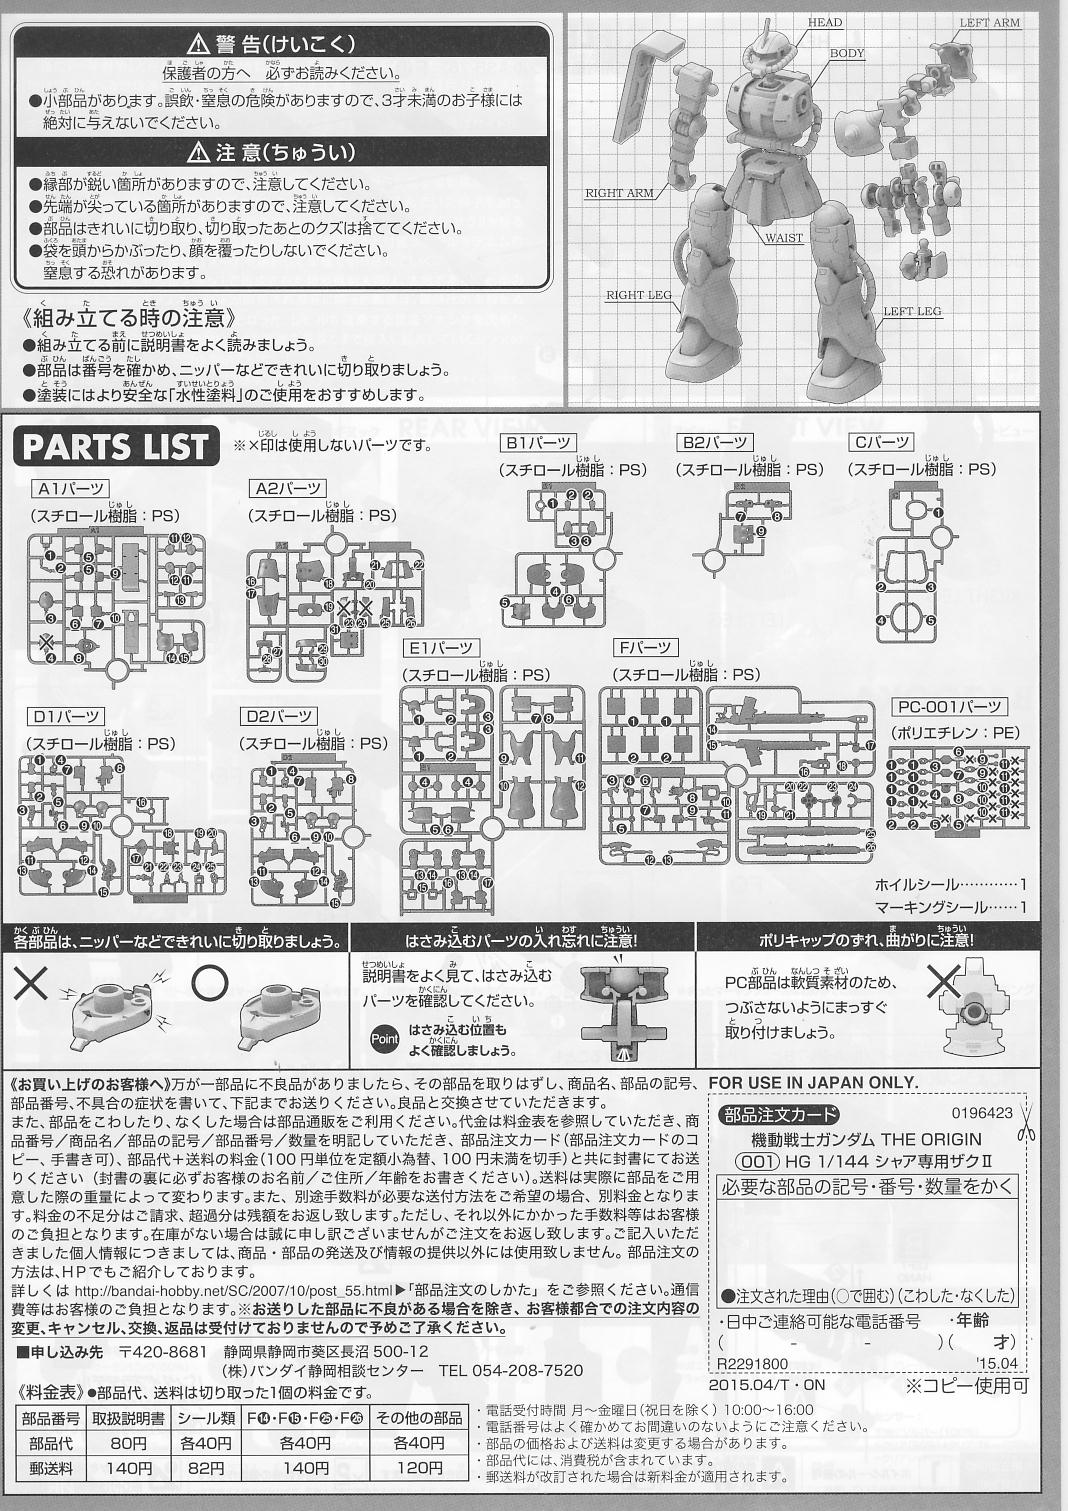 ⚠警告(けいこく)
保護者の方へ 必ずお読みください。
●小部品があります。誤飲・窒息の危険がありますので、3才未満のお子様には
絶対に与えないでください。
⚠注意(ちゅうい)
●縁部が鋭い箇所がありますので、注意してください。
●先端が尖っている箇所がありますので、注意してください。
●部品はきれいに切り取り、切り取ったあとのクズは捨ててください。
●袋を頭からかぶったり、顔を覆ったりしないでください。
窒息する恐れがあります。
《組み立てる時の注意》
●組み立てる前に説明書をよく読みましょう。
●部品は番号を確かめ、ニッパーなどできれいに切り取りましょう。
●塗装にはより安全な「水性塗料」のご使用をおすすめします。
HEAD
LEFT ARM
BODY
RIGHT ARM
WAIST
RIGHT LEG
LEFT LEG
PARTS LIST
※×印は使用しないパーツです。
A1パーツ
(スチロール樹脂：PS)
A2パーツ
(スチロール樹脂：PS)
B1パーツ
(スチロール樹脂：PS)
B2パーツ
(スチロール樹脂：PS)
Cパーツ
(スチロール樹脂：PS)
D1パーツ
(スチロール樹脂：PS)
D2パーツ
(スチロール樹脂：PS)
E1パーツ
(スチロール樹脂：PS)
Fパーツ
(スチロール樹脂：PS)
PC-001パーツ
(ポリエチレン：PE)
ホイルシール…………1
マーキングシール……1
各部品は、ニッパーなどできれいに切り取りましょう。
はさみ込むパーツの入れ忘れに注意!
説明書をよく見て、はさみ込む
パーツを確認してください。
Point はさみ込む位置も
よく確認しましょう。
ポリキャップのずれ、曲がりに注意!
PC部品は軟質素材のため、
つぶさないようにまっすぐ
取り付けましょう。
《お買い上げのお客様へ》万が一部品に不良品がありましたら、その部品を取りはずし、商品名、部品の記号、
部品番号、不具合の症状を書いて、下記までお送りください。良品と交換させていただきます。
また、部品をこわしたり、なくした場合は部品通販をご利用ください。代金は料金表を参照していただき、商
品番号／商品名／部品の記号／部品番号／数量を明記していただき、部品注文カード(部品注文カードのコ
ピー、手書き可)、部品代＋送料の料金(100円単位を定額小為替、100円未満を切手)と共に封書にてお送
りください(封書の裏に必ずお客様のお名前／ご住所／年齢をお書きください)。送料は実際に部品をご用
意した際の重量によって変わります。また、別途手数料が必要な送付方法をご希望の場合、別料金となりま
す。料金の不足分はご請求、超過分は残額をお返し致します。ただし、それ以外にかかった手数料等はお客様
のご負担となります。在庫がない場合は誠に申し訳ございませんがご注文をお返し致します。ご記入いただ
きました個人情報につきましては、商品・部品の発送及び情報の提供以外には使用致しません。部品注文の
方法は、HPでもご紹介しております。
詳しくは http://bandai-hobby.net/SC/2007/10/post_55.html▶「部品注文のしかた」をご参照ください。通信
費等はお客様のご負担となります。※お送りした部品に不良がある場合を除き、お客様都合での注文内容の
変更、キャンセル、交換、返品は受付けておりませんので予めご了承ください。
■申し込み先 〒420-8681 静岡県静岡市葵区長沼500-12
(株)バンダイ静岡相談センター TEL 054-208-7520
《料金表》●部品代、送料は切り取った1個の料金です。
部品番号 取扱説明書 シール類 F⓮・F⓯・F㉕・F㉖ その他の部品
部品代 80円 各40円 各40円 各40円
郵送料 140円 82円 140円 120円
・電話受付時間 月～金曜日(祝日を除く) 10:00～16:00
・電話番号はよく確かめてお間違いのないようにご注意ください。
・部品の価格および送料は変更する場合があります。
・部品代には、消費税が含まれています。
・郵送料が改訂された場合は新料金が適用されます。
FOR USE IN JAPAN ONLY.
部品注文カード 0196423
機動戦士ガンダム THE ORIGIN
001 HG 1/144 シャア専用ザクⅡ
必要な部品の記号・番号・数量をかく
●注文された理由(○で囲む)(こわした・なくした)
・日中ご連絡可能な電話番号 ・年齢
( - - )( 才)
R2291800 '15.04
2015.04/T・ON ※コピー使用可